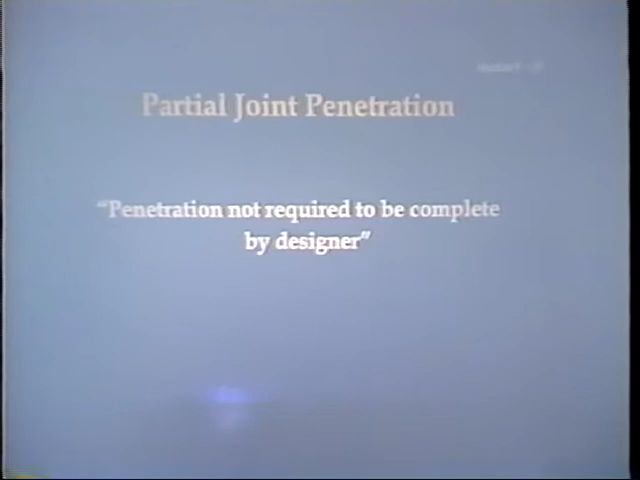 Partial Joint Penetration
“Penetration not required to be complete
by designer”